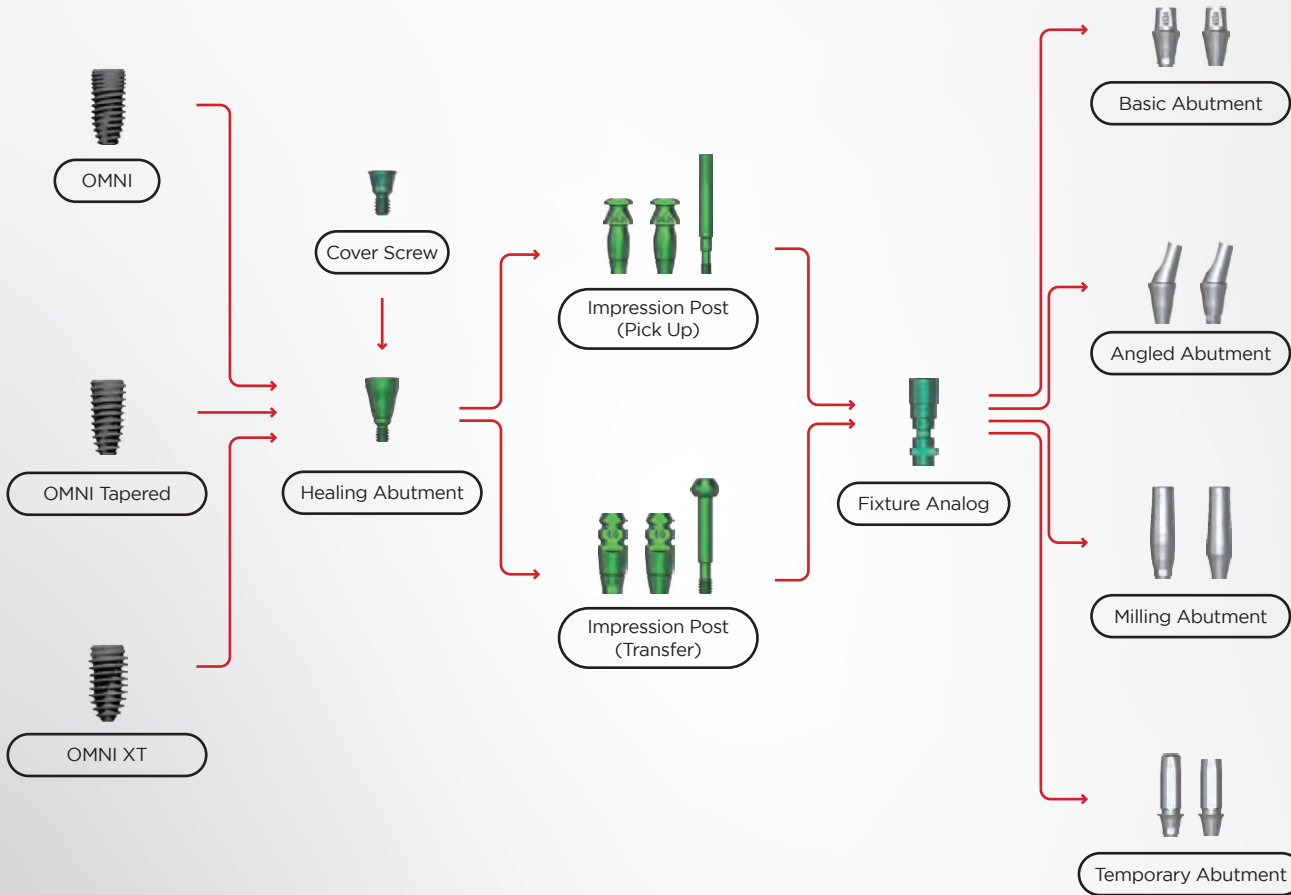 OMNI
OMNI Tapered
OMNI XT
Cover Screw
Healing Abutment
Impression Post
(Pick Up)
Impression Post
(Transfer)
Fixture Analog
Basic Abutment
Angled Abutment
Milling Abutment
Temporary Abutment